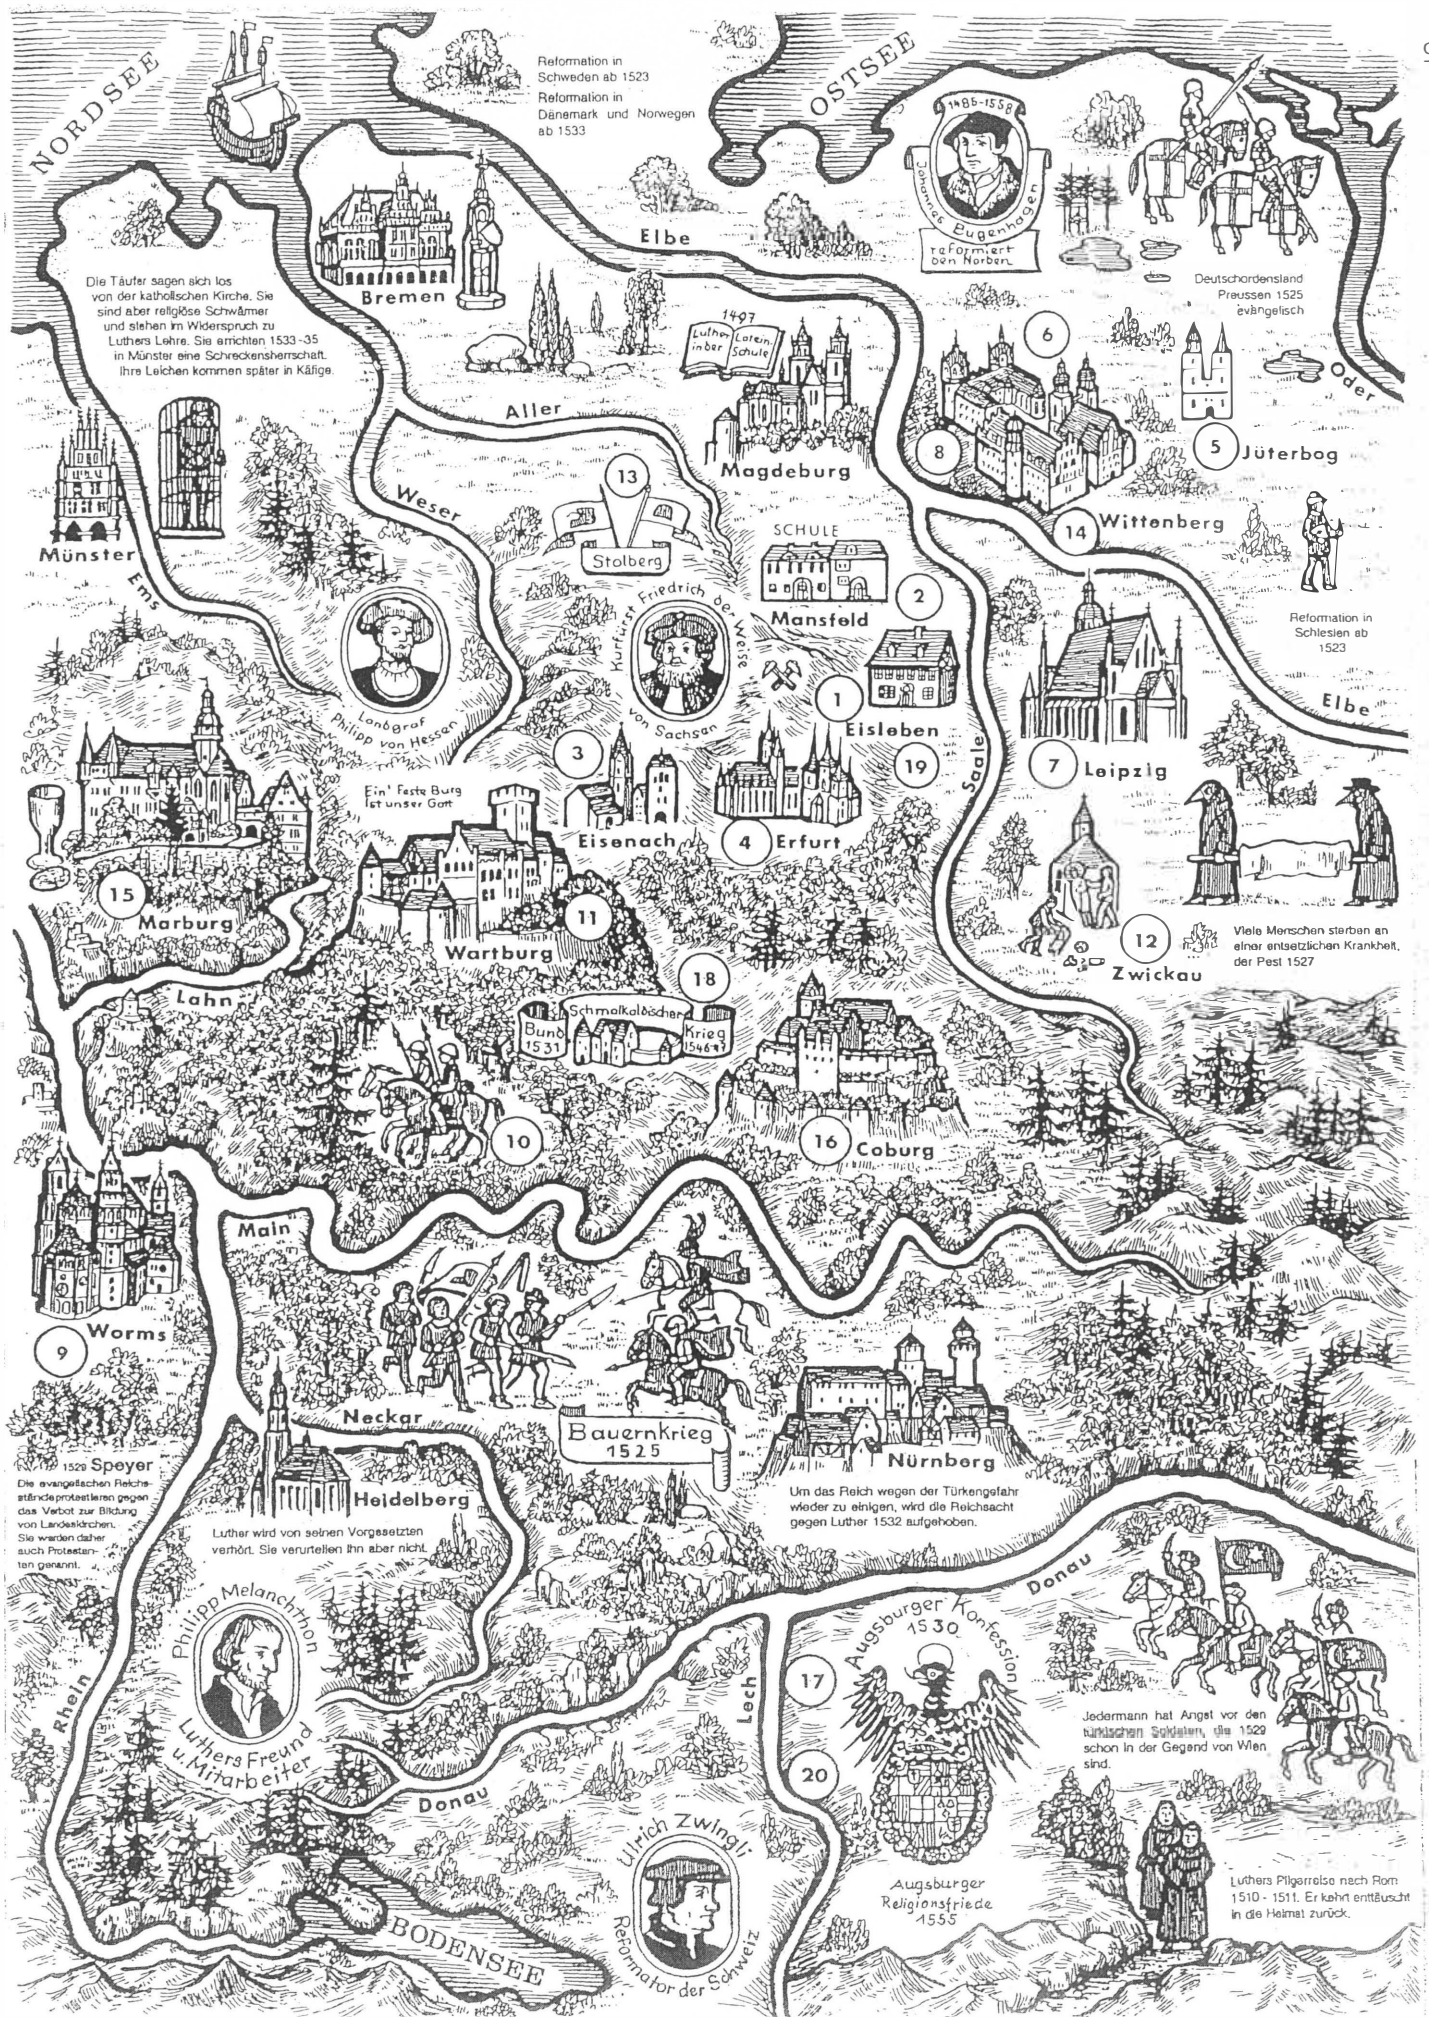 NORDSEE
OSTSEE
Reformation in
Schweden ab 1523
Reformation in
Dänemark und Norwegen
ab 1533
1485-1558
Johannes Bugenhagen
reformiert
den Norden
Elbe
Bremen
Die Täufer sagen sich los
von der katholischen Kirche. Sie
sind aber religiöse Schwärmer
und stehen im Widerspruch zu
Luthers Lehre. Sie errichten 1533-35
in Münster eine Schreckensherrschaft.
Ihre Leichen kommen später in Käfige.
Deutschordensland
Preussen 1525
evangelisch
1497
Luther
in der
Latein-
Schule
6
Oder
Aller
8
5 Jüterbog
Magdeburg
13
Weser
Stolberg
SCHULE
14 Wittenberg
Münster
Ems
Mansfeld
2
Reformation in
Schlesien ab
1523
Landgraf
Philipp von Hessen
Kurfürst Friedrich der Weise
von Sachsen
1
Eisleben
Elbe
3
19
Saale
7 Leipzig
Ein' feste Burg
ist unser Gott
Eisenach
4 Erfurt
15
Marburg
11
Wartburg
12
Zwickau
Viele Menschen sterben an
einer entsetzlichen Krankheit,
der Pest 1527
Lahn
18
Schmalkaldischer
Bund
1531
Krieg
1546-47
10
16 Coburg
Main
Worms
9
Neckar
Bauernkrieg
1525
Nürnberg
1529 Speyer
Die evangelischen Reichs-
stände protestieren gegen
das Verbot zur Bildung
von Landeskirchen.
Sie werden daher
auch Protestan-
ten genannt.
Heidelberg
Luther wird von seinen Vorgesetzten
verhört. Sie verurteilen ihn aber nicht.
Um das Reich wegen der Türkengefahr
wieder zu einigen, wird die Reichsacht
gegen Luther 1532 aufgehoben.
Donau
Philipp Melanchthon
Luthers Freund
u. Mitarbeiter
Rhein
Lech
17
Augsburger Konfession
1530
Jedermann hat Angst vor den
türkischen Soldaten, die 1529
schon in der Gegend von Wien
sind.
20
Donau
Ulrich Zwingli
Reformator der Schweiz
Augsburger
Religionsfriede
1555
Luthers Pilgerreise nach Rom
1510 - 1511. Er kehrt enttäuscht
in die Heimat zurück.
BODENSEE